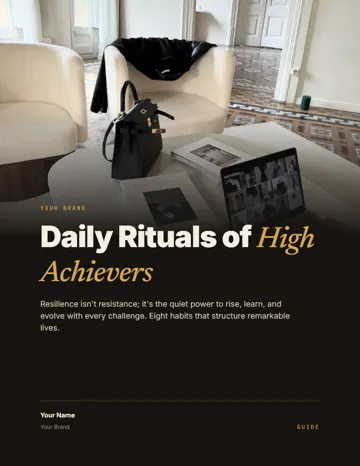 YOUR BRAND
Daily Rituals of High
Achievers
Resilience isn't resistance; it's the quiet power to rise, learn, and
evolve with every challenge. Eight habits that structure remarkable
lives.
Your Name
Your Brand
GUIDE